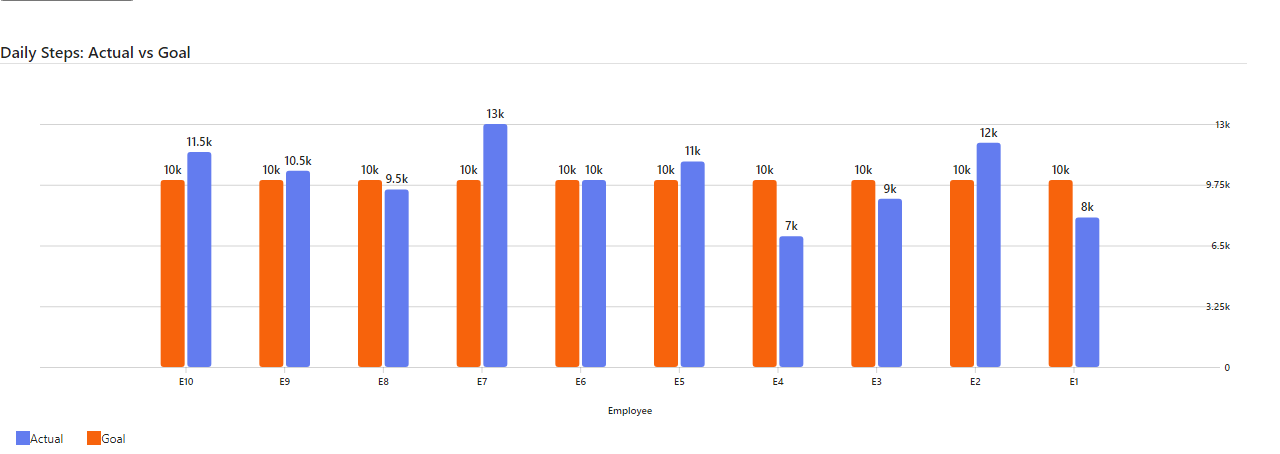 Daily Steps: Actual vs Goal
13k
12k
11.5k
11k
10.5k
10k 10k 9.5k 10k 10k 10k 10k 10k 10k 10k 10k 10k
9k
8k
7k
13k
9.75k
6.5k
3.25k
0
E10 E9 E8 E7 E6 E5 E4 E3 E2 E1
Employee
Actual Goal